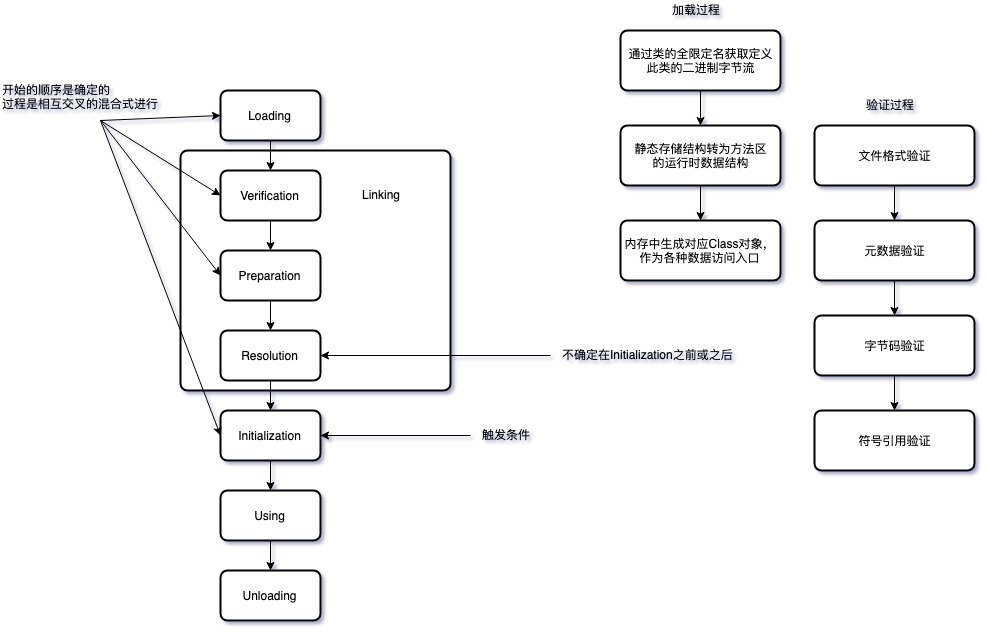 开始的顺序是确定的
过程是相互交叉的混合式进行
Loading
Verification
Linking
Preparation
Resolution
不确定在Initialization之前或之后
Initialization
触发条件
Using
Unloading
加载过程
通过类的全限定名获取定义
此类的二进制字节流
静态存储结构转为方法区
的运行时数据结构
内存中生成对应Class对象，
作为各种数据访问入口
验证过程
文件格式验证
元数据验证
字节码验证
符号引用验证